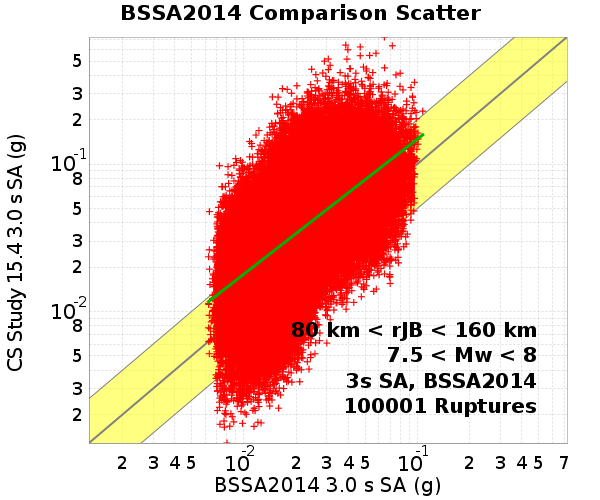 BSSA2014 Comparison Scatter
CS Study 15.4 3.0 s SA (g)
5
3
2
10-1
8
5
3
2
10-2
8
5
3
2
80 km < rJB < 160 km
7.5 < Mw < 8
3s SA, BSSA2014
100001 Ruptures
2 3 4 5 10-2 2 3 4 5 10-1 2 3 4 5 7
BSSA2014 3.0 s SA (g)